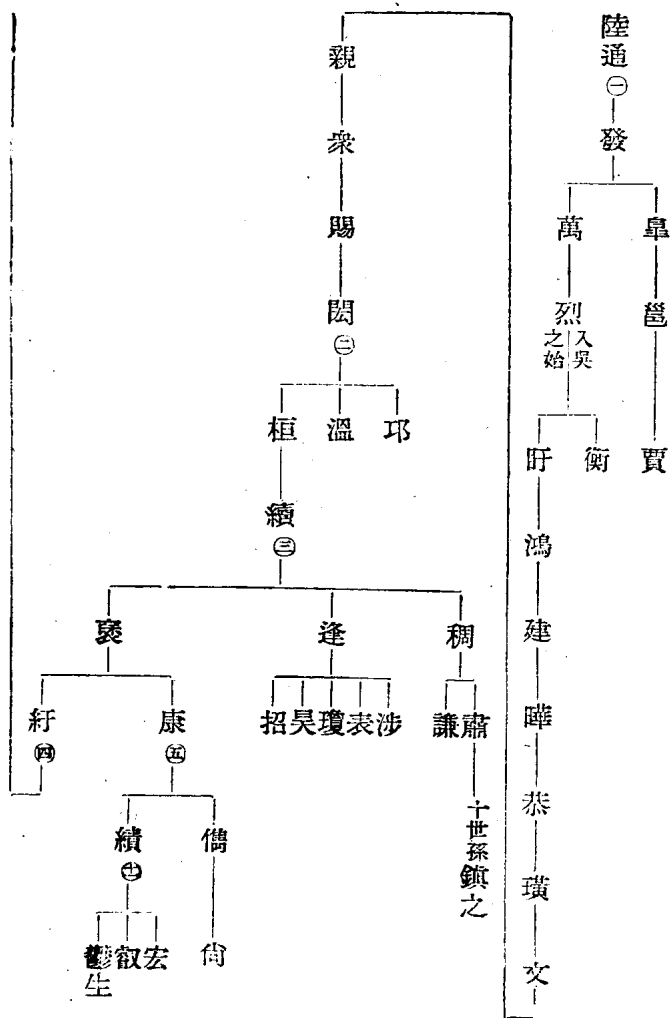 陸通㊀
發
皐
邕
賈
萬
烈
入吳之始
衡
盱
鴻
建
曄
恭
璜
文
親
衆
賜
閎㊁
邛
溫
桓
續㊂
稠
肅
十世孫鎮之
謙
逢
涉
表
瓊
吴
招
褒
康㊄
儁
尙
績㊆
宏
叡
鬱生
紆㊃